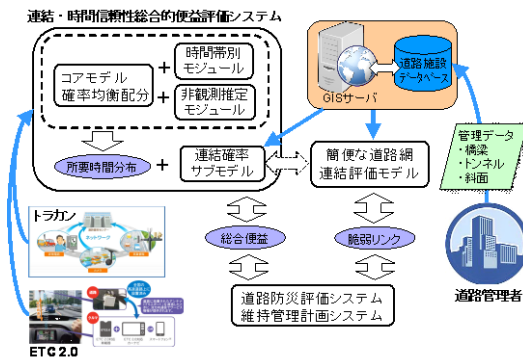 連結・時間信頼性総合的便益評価システム
コアモデル
確率均衡配分
+
時間帯別
モジュール
+
非観測推定
モジュール
所要時間分布
+
連結確率
サブモデル
GISサーバ
道路施設
データベース
簡便な道路網
連結評価モデル
管理データ
・橋梁
・トンネル
・斜面
道路管理者
トラカン
ネットワーク
総合便益
脆弱リンク
道路防災評価システム
維持管理計画システム
ETC 2.0